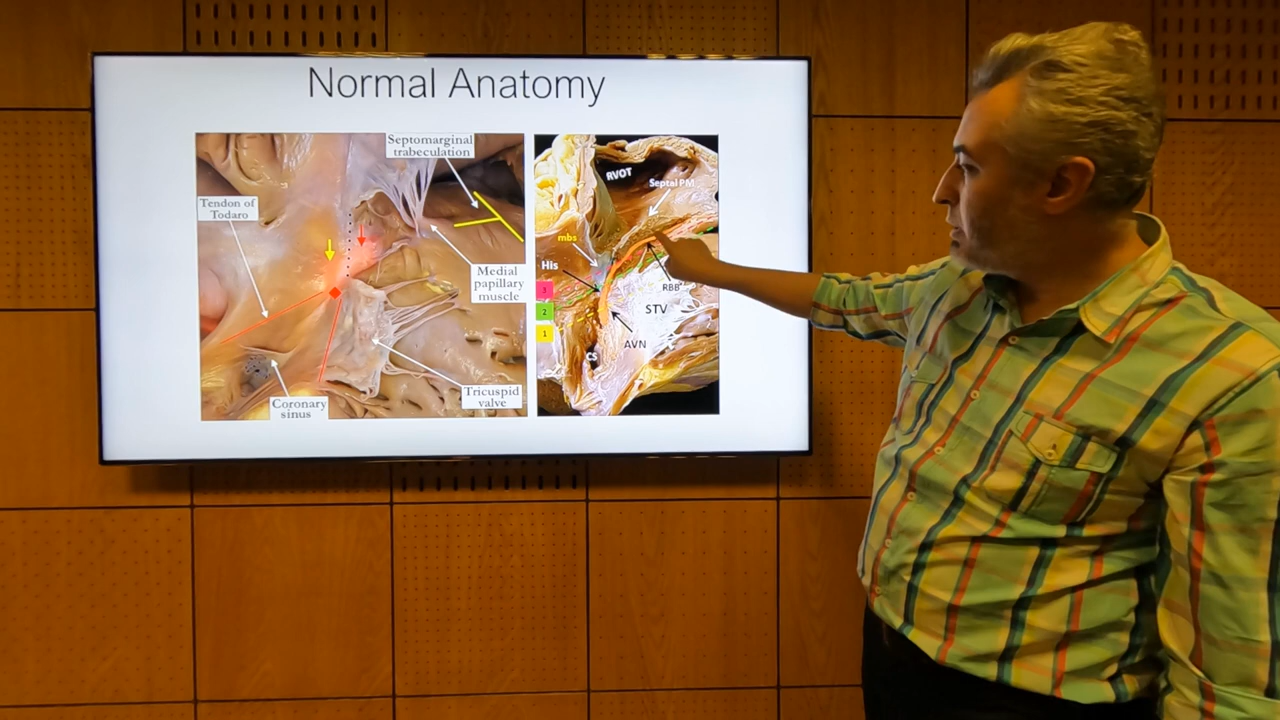 Normal Anatomy
Septomarginal
trabeculation
Tendon of
Todaro
Medial
papillary
muscle
Tricuspid
valve
Coronary
sinus
RVOT
Septal PM
mbs
His
RBB
3
2
1
STV
AVN
CS